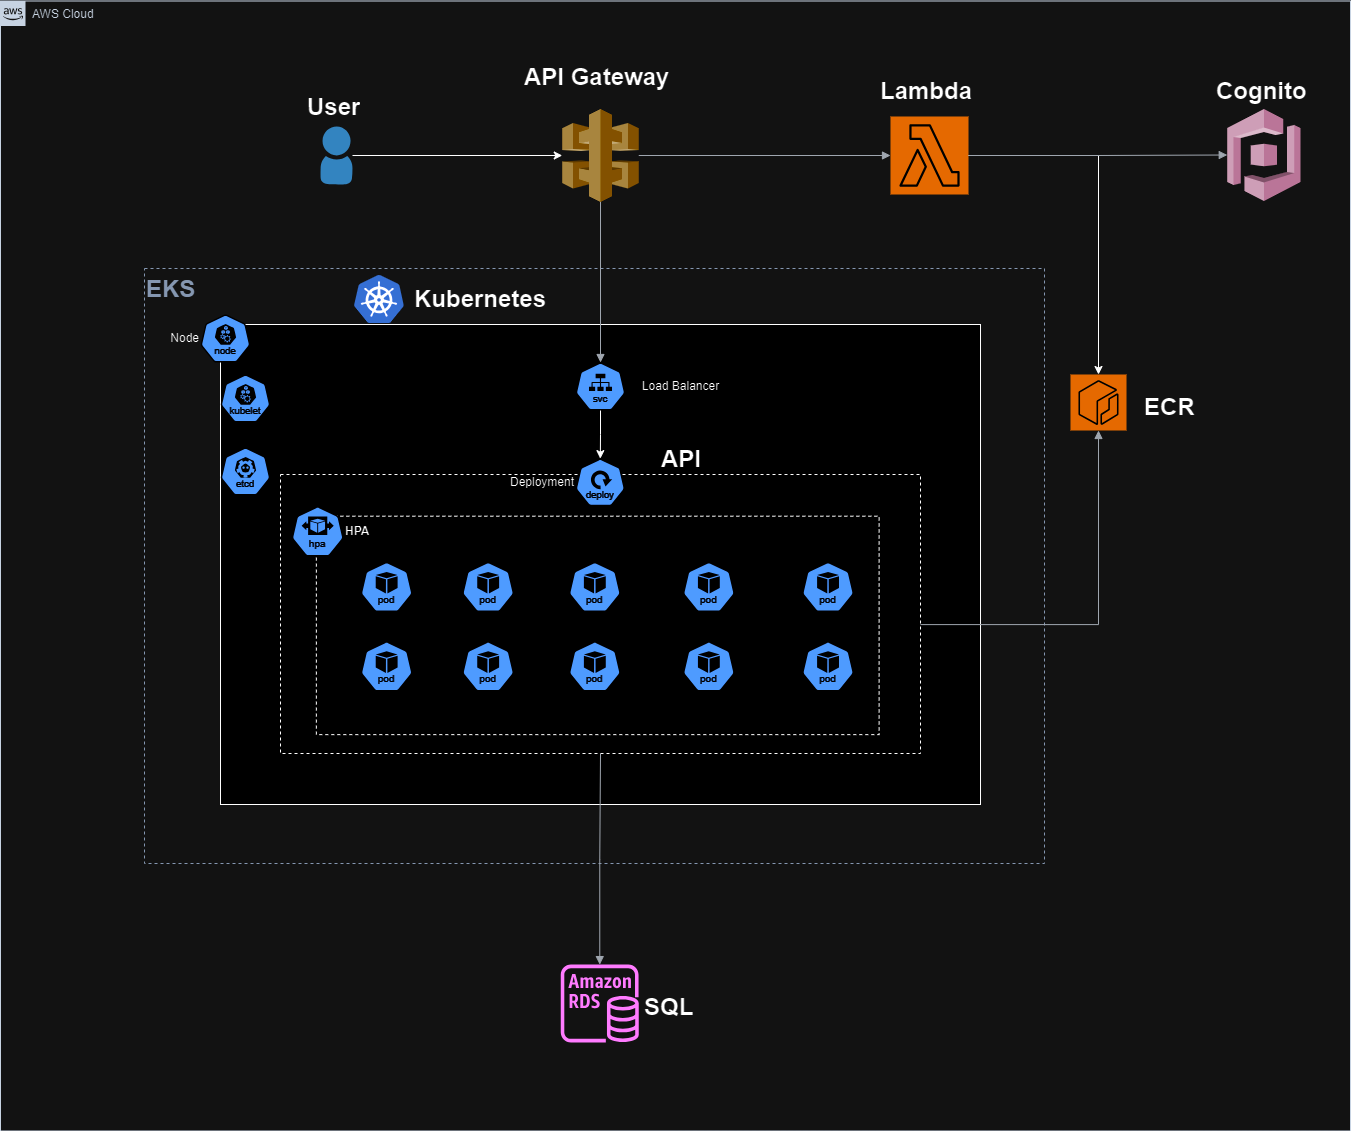 aws
AWS Cloud
User
API Gateway
Lambda
Cognito
EKS
Kubernetes
Node
node
kubelet
etcd
svc
Load Balancer
API
Deployment
deploy
hpa
HPA
pod
pod
pod
pod
pod
pod
pod
pod
pod
pod
ECR
Amazon
RDS
SQL